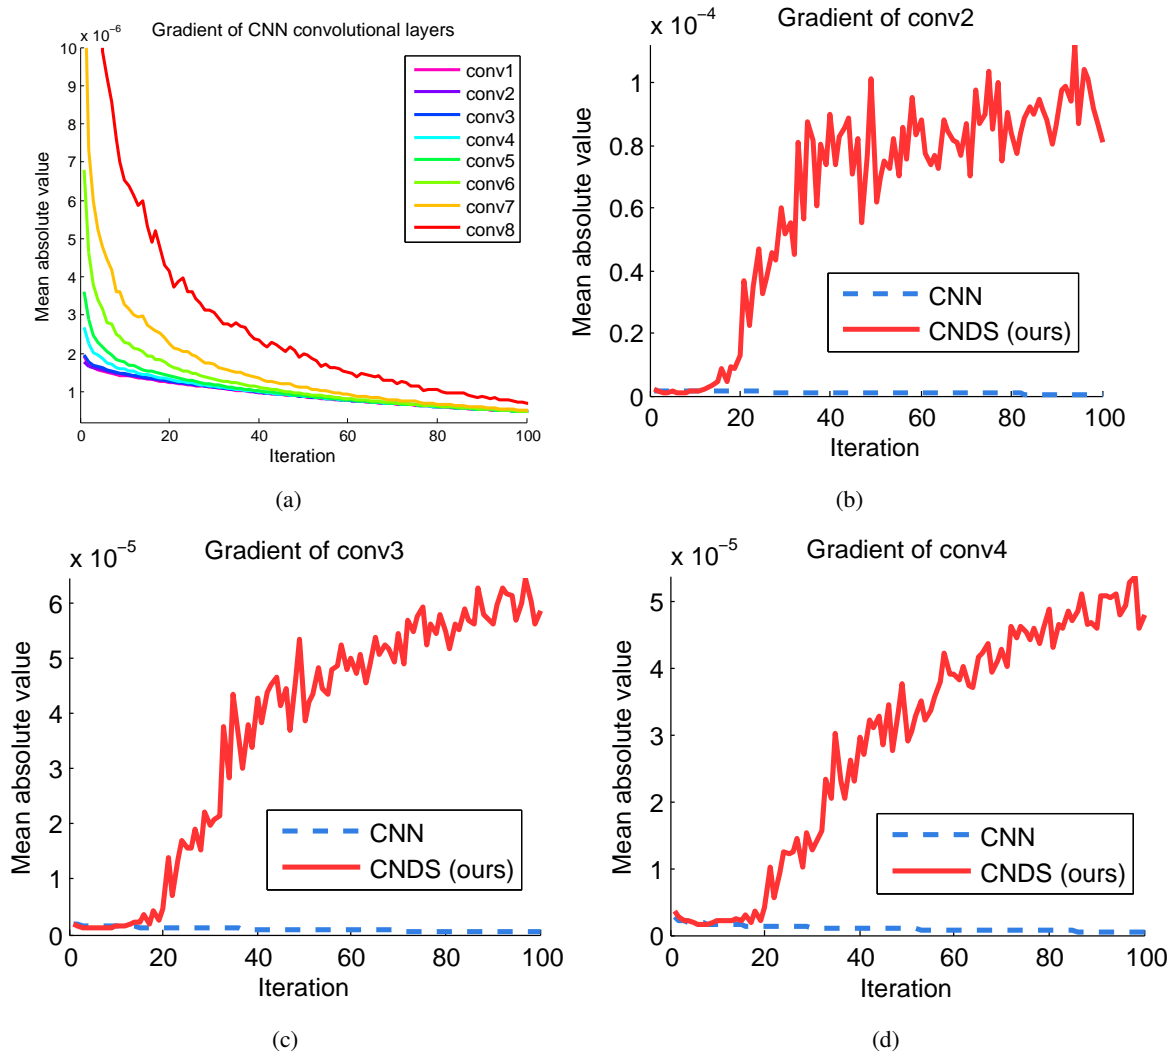 x 10⁻⁶
Gradient of CNN convolutional layers
10
9
8
7
6
5
4
3
2
1
0
20
40
60
80
100
Mean absolute value
Iteration
conv1
conv2
conv3
conv4
conv5
conv6
conv7
conv8
(a)
x 10⁻⁴
Gradient of conv2
1
0.8
0.6
0.4
0.2
0
0
20
40
60
80
100
Mean absolute value
Iteration
CNN
CNDS (ours)
(b)
x 10⁻⁵
Gradient of conv3
6
5
4
3
2
1
0
0
20
40
60
80
100
Mean absolute value
Iteration
CNN
CNDS (ours)
(c)
x 10⁻⁵
Gradient of conv4
5
4
3
2
1
0
0
20
40
60
80
100
Mean absolute value
Iteration
CNN
CNDS (ours)
(d)